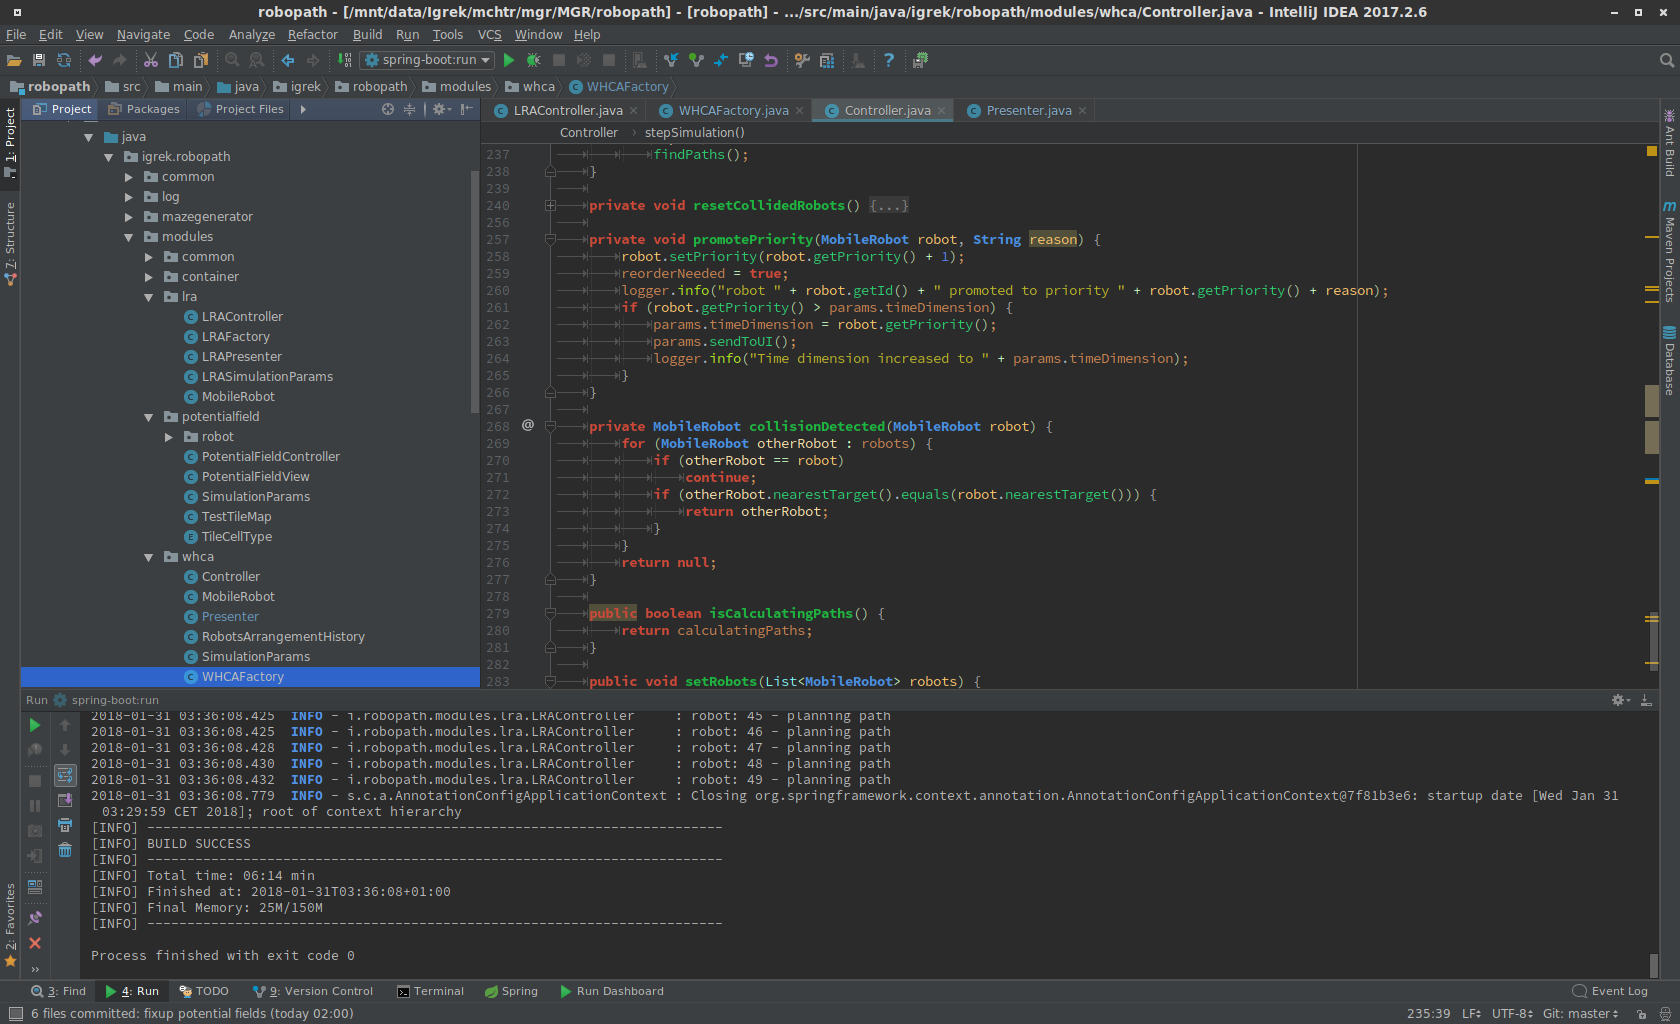 robopath - [/mnt/data/Igrek/mchtr/mgr/MGR/robopath] - [robopath] - .../src/main/java/igrek/robopath/modules/whca/Controller.java - IntelliJ IDEA 2017.2.6
File Edit View Navigate Code Analyze Refactor Build Run Tools VCS Window Help
spring-boot:run
robopath src main java igrek robopath modules whca WHCAFactory
Project Packages Project Files
LRAController.java WHCAFactory.java Controller.java Presenter.java
Controller stepSimulation()
1: Project
7: Structure
2: Favorites
java
igrek.robopath
common
log
mazegenerator
modules
common
container
lra
LRAController
LRAFactory
LRAPresenter
LRASimulationParams
MobileRobot
potentialfield
robot
PotentialFieldController
PotentialFieldView
SimulationParams
TestTileMap
TileCellType
whca
Controller
MobileRobot
Presenter
RobotsArrangementHistory
SimulationParams
WHCAFactory
237 findPaths();
238 }
239
240 private void resetCollidedRobots() {...}
256
257 private void promotePriority(MobileRobot robot, String reason) {
258 robot.setPriority(robot.getPriority() + 1);
259 reorderNeeded = true;
260 logger.info("robot " + robot.getId() + " promoted to priority " + robot.getPriority() + reason);
261 if (robot.getPriority() > params.timeDimension) {
262 params.timeDimension = robot.getPriority();
263 params.sendToUI();
264 logger.info("Time dimension increased to " + params.timeDimension);
265 }
266 }
267
268 @ private MobileRobot collisionDetected(MobileRobot robot) {
269 for (MobileRobot otherRobot : robots) {
270 if (otherRobot == robot)
271 continue;
272 if (otherRobot.nearestTarget().equals(robot.nearestTarget())) {
273 return otherRobot;
274 }
275 }
276 return null;
277 }
278
279 public boolean isCalculatingPaths() {
280 return calculatingPaths;
281 }
282
283 public void setRobots(List<MobileRobot> robots) {
Ant Build
Maven Projects
Database
Run spring-boot:run
2018-01-31 03:36:08.425 INFO - i.robopath.modules.lra.LRAController : robot: 45 - planning path
2018-01-31 03:36:08.425 INFO - i.robopath.modules.lra.LRAController : robot: 46 - planning path
2018-01-31 03:36:08.428 INFO - i.robopath.modules.lra.LRAController : robot: 47 - planning path
2018-01-31 03:36:08.430 INFO - i.robopath.modules.lra.LRAController : robot: 48 - planning path
2018-01-31 03:36:08.432 INFO - i.robopath.modules.lra.LRAController : robot: 49 - planning path
2018-01-31 03:36:08.779 INFO - s.c.a.AnnotationConfigApplicationContext : Closing org.springframework.context.annotation.AnnotationConfigApplicationContext@7f81b3e6: startup date [Wed Jan 31
03:29:59 CET 2018]; root of context hierarchy
[INFO] ------------------------------------------------------------------------
[INFO] BUILD SUCCESS
[INFO] ------------------------------------------------------------------------
[INFO] Total time: 06:14 min
[INFO] Finished at: 2018-01-31T03:36:08+01:00
[INFO] Final Memory: 25M/150M
[INFO] ------------------------------------------------------------------------
Process finished with exit code 0
3: Find 4: Run TODO 9: Version Control Terminal Spring Run Dashboard Event Log
6 files committed: fixup potential fields (today 02:00) 235:39 LF UTF-8 Git: master